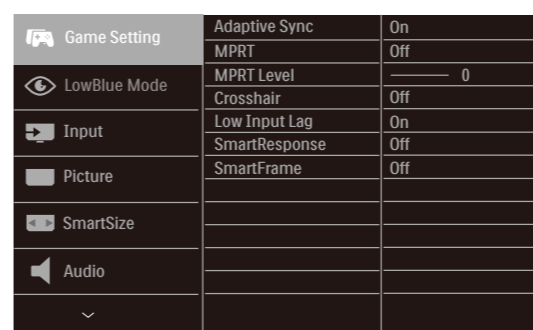 Game Setting
LowBlue Mode
Input
Picture
SmartSize
Audio
Adaptive Sync On
MPRT Off
MPRT Level 0
Crosshair Off
Low Input Lag On
SmartResponse Off
SmartFrame Off